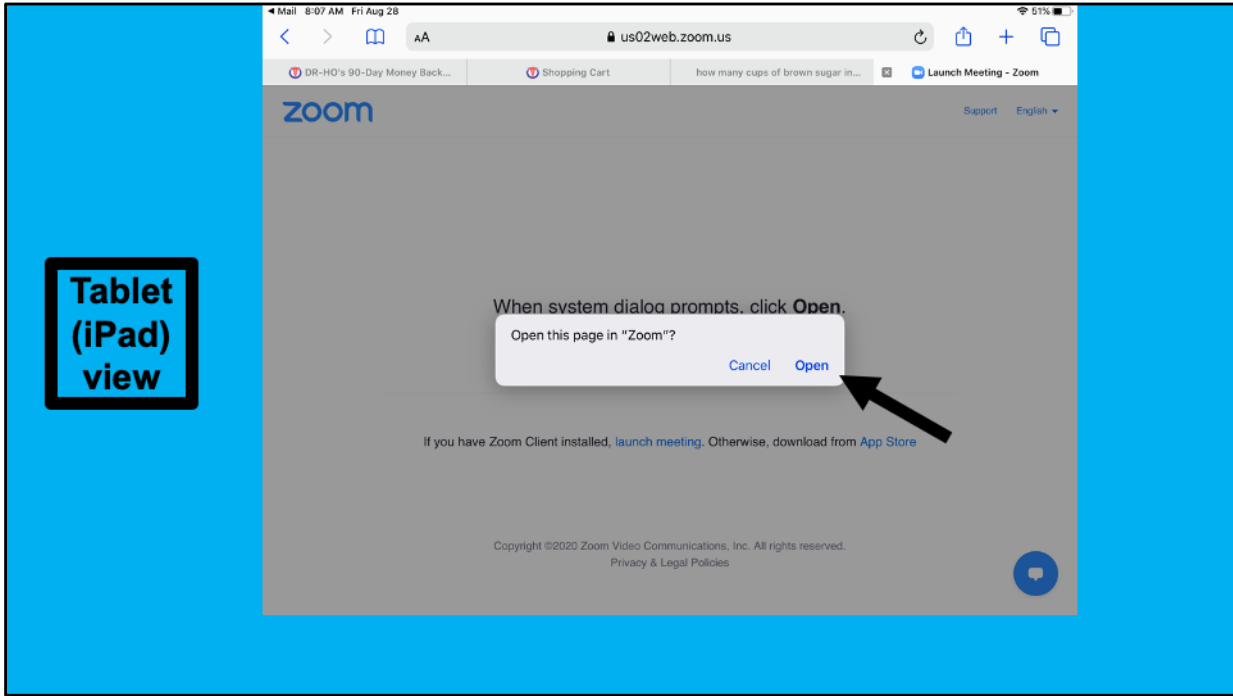 Mail 8:07 AM Fri Aug 28
51%
AA
us02web.zoom.us
DR-HO's 90-Day Money Back...
Shopping Cart
how many cups of brown sugar in...
Launch Meeting - Zoom
zoom
Support English
Tablet
(iPad)
view
When system dialog prompts, click Open.
Open this page in "Zoom"?
Cancel Open
If you have Zoom Client installed, launch meeting. Otherwise, download from App Store
Copyright ©2020 Zoom Video Communications, Inc. All rights reserved.
Privacy & Legal Policies